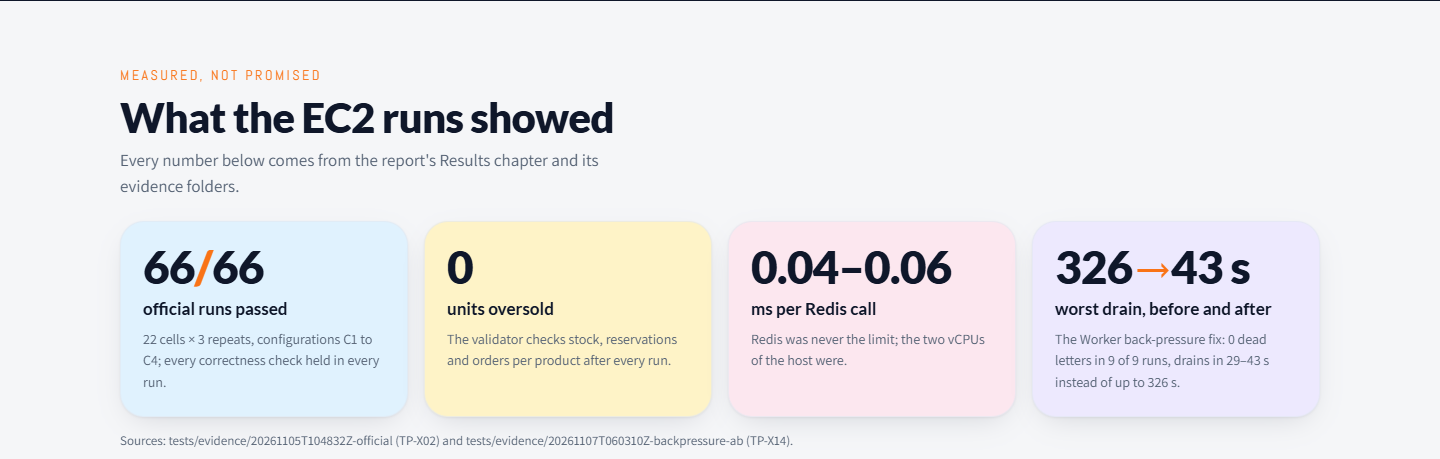 MEASURED, NOT PROMISED
What the EC2 runs showed
Every number below comes from the report's Results chapter and its
evidence folders.
66/66
official runs passed
22 cells × 3 repeats, configurations C1 to
C4; every correctness check held in every
run.
0
units oversold
The validator checks stock, reservations
and orders per product after every run.
0.04–0.06
ms per Redis call
Redis was never the limit; the two vCPUs
of the host were.
326→43 s
worst drain, before and after
The Worker back-pressure fix: 0 dead
letters in 9 of 9 runs, drains in 29–43 s
instead of up to 326 s.
Sources: tests/evidence/20261105T104832Z-official (TP-X02) and tests/evidence/20261107T060310Z-backpressure-ab (TP-X14).